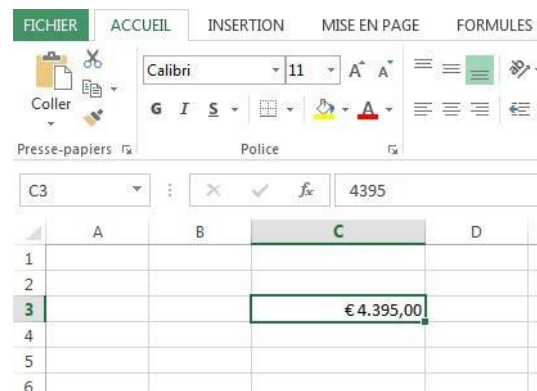 FICHIER ACCUEIL INSERTION MISE EN PAGE FORMULES
Calibri 11 A A
Coller
G I S A
Presse-papiers Police
C3 fx 4395
A B C D
1
2
3 € 4.395,00
4
5
6